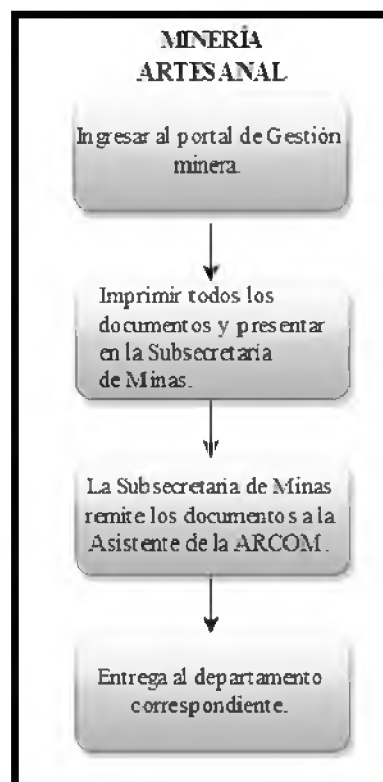 MINERÍA
ARTESANAL
Ingresar al portal de Gestión
minera.
Imprimir todos los
documentos y presentar
en la Subsecretaría
de Minas.
La Subsecretaria de Minas
remite los documentos a la
Asistente de la ARCOM.
Entrega al departamento
correspondiente.